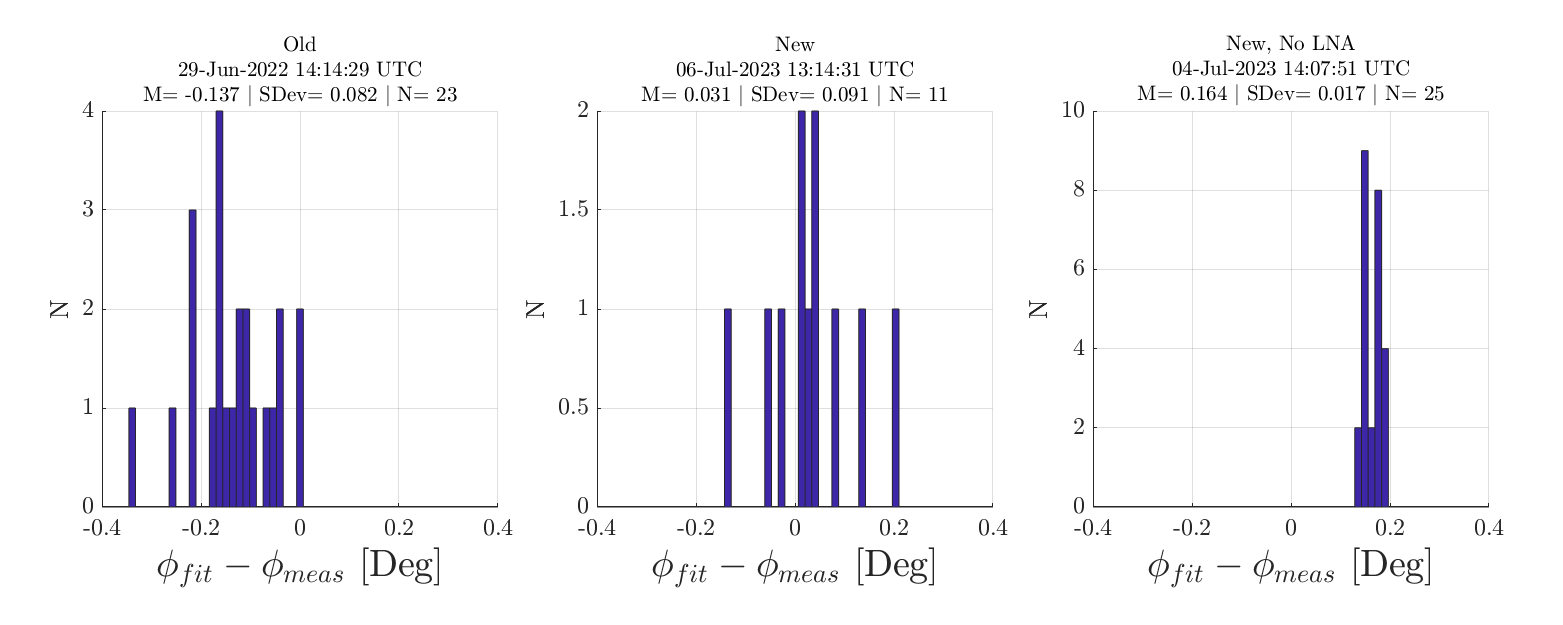 Old
29-Jun-2022 14:14:29 UTC
M= -0.137 | SDev= 0.082 | N= 23
4
3
2
1
0
N
-0.4 -0.2 0 0.2 0.4
ϕfit − ϕmeas [Deg]
New
06-Jul-2023 13:14:31 UTC
M= 0.031 | SDev= 0.091 | N= 11
2
1.5
1
0.5
0
N
-0.4 -0.2 0 0.2 0.4
ϕfit − ϕmeas [Deg]
New, No LNA
04-Jul-2023 14:07:51 UTC
M= 0.164 | SDev= 0.017 | N= 25
10
8
6
4
2
0
N
-0.4 -0.2 0 0.2 0.4
ϕfit − ϕmeas [Deg]